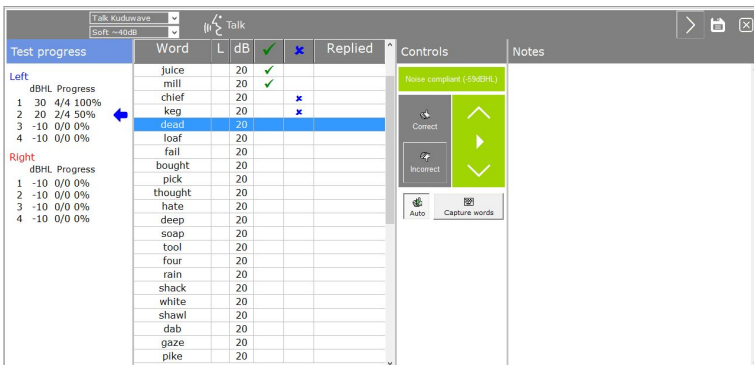 Talk Kuduwave
Soft ~40dB
Talk
Test progress
Left
dBHL Progress
1 30 4/4 100%
2 20 2/4 50%
3 -10 0/0 0%
4 -10 0/0 0%
Right
dBHL Progress
1 -10 0/0 0%
2 -10 0/0 0%
3 -10 0/0 0%
4 -10 0/0 0%
Word L dB Replied
juice 20
mill 20
chief 20
keg 20
dead 20
loaf 20
fail 20
bought 20
pick 20
thought 20
hate 20
deep 20
soap 20
tool 20
four 20
rain 20
shack 20
white 20
shawl 20
dab 20
gaze 20
pike 20
Controls
Noise compliant (-59dBHL)
Correct
Incorrect
Auto
Capture words
Notes